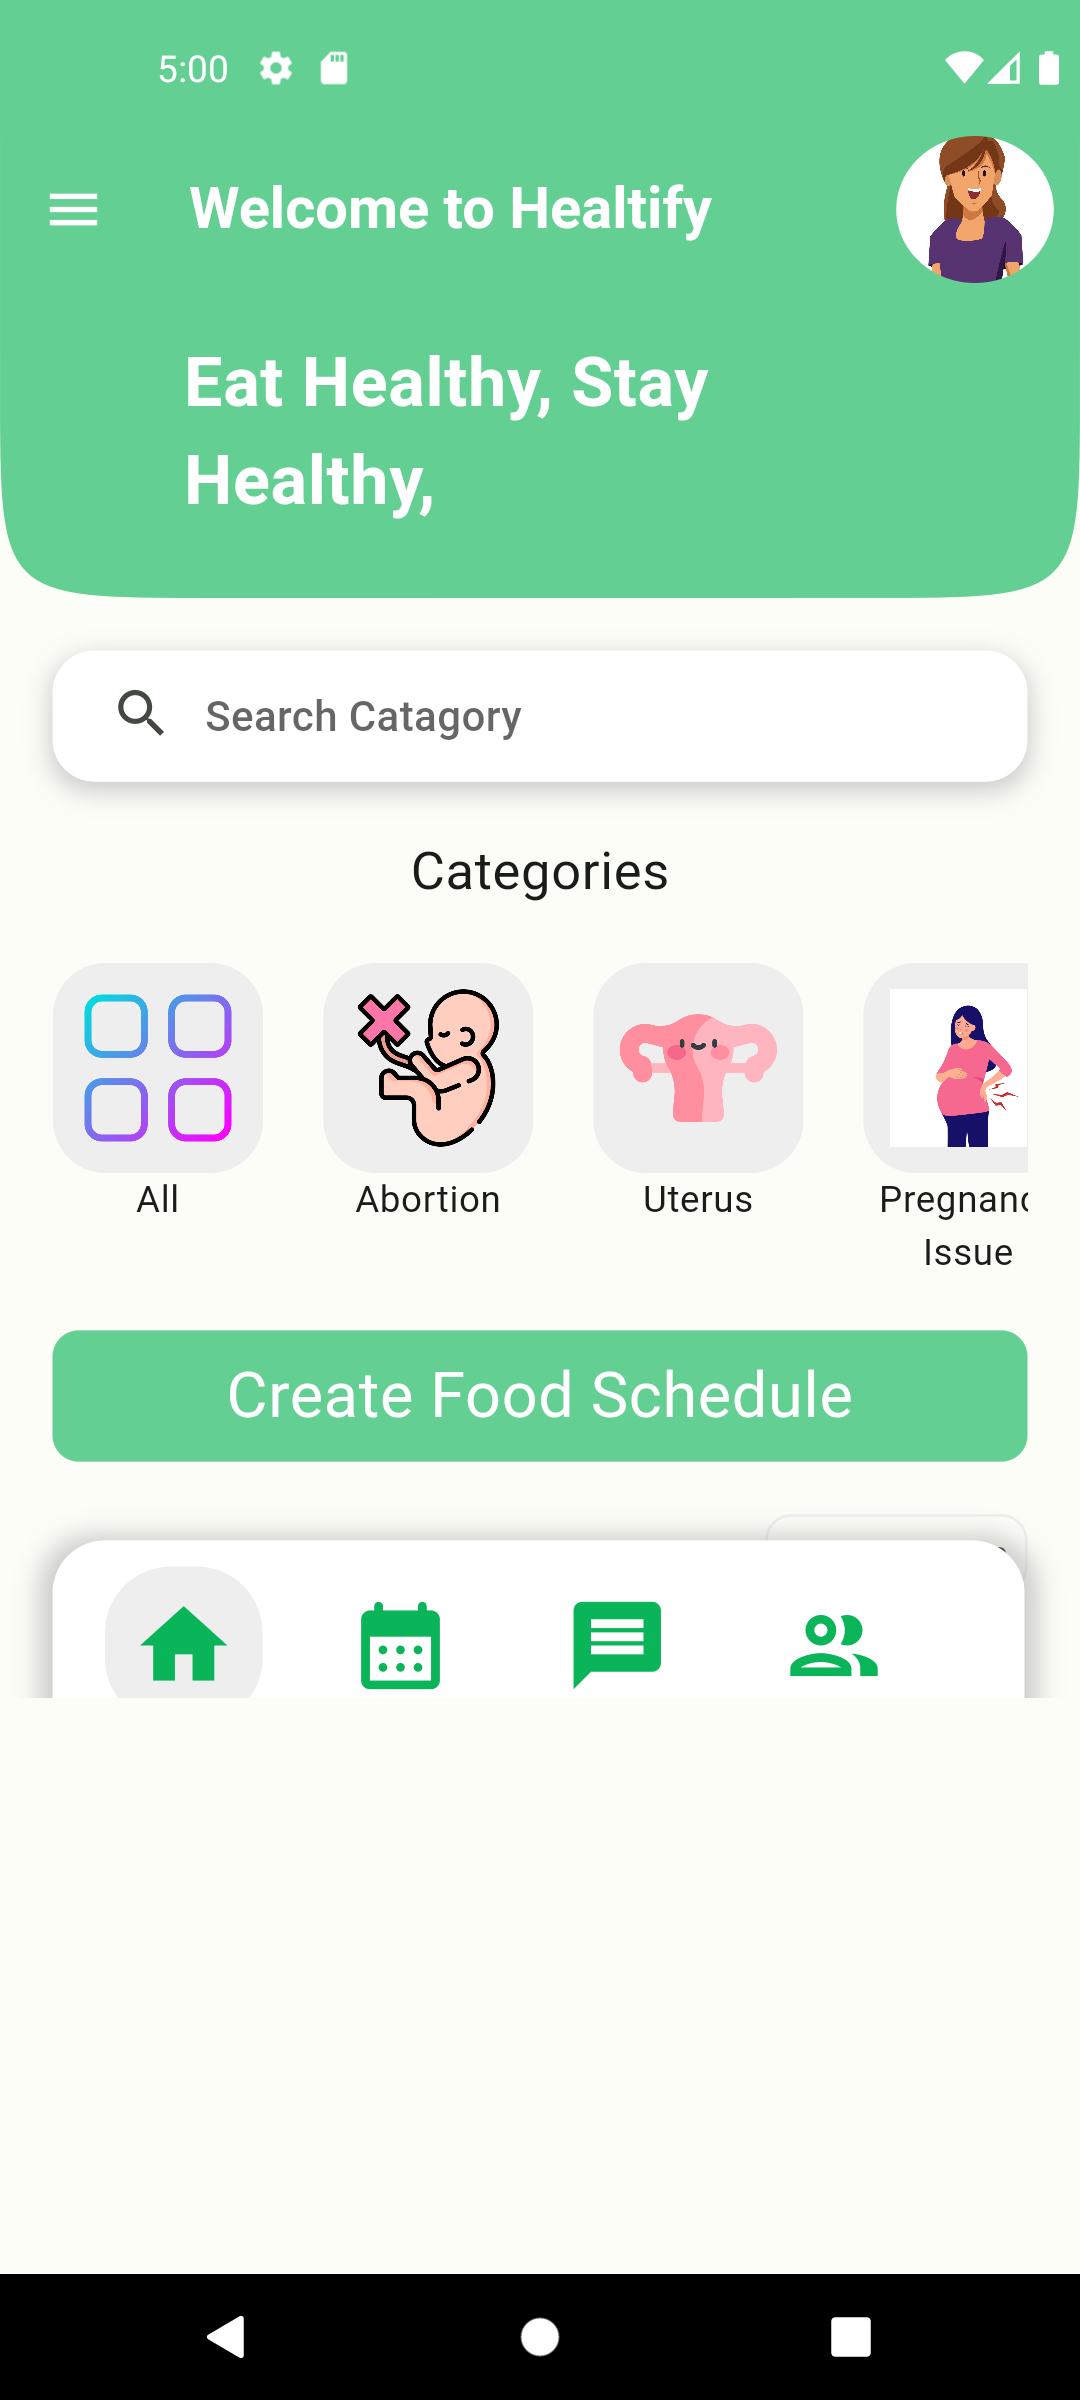 5:00
Welcome to Healtify
Eat Healthy, Stay
Healthy,
Search Catagory
Categories
All
Abortion
Uterus
Pregnanc
Issue
Create Food Schedule